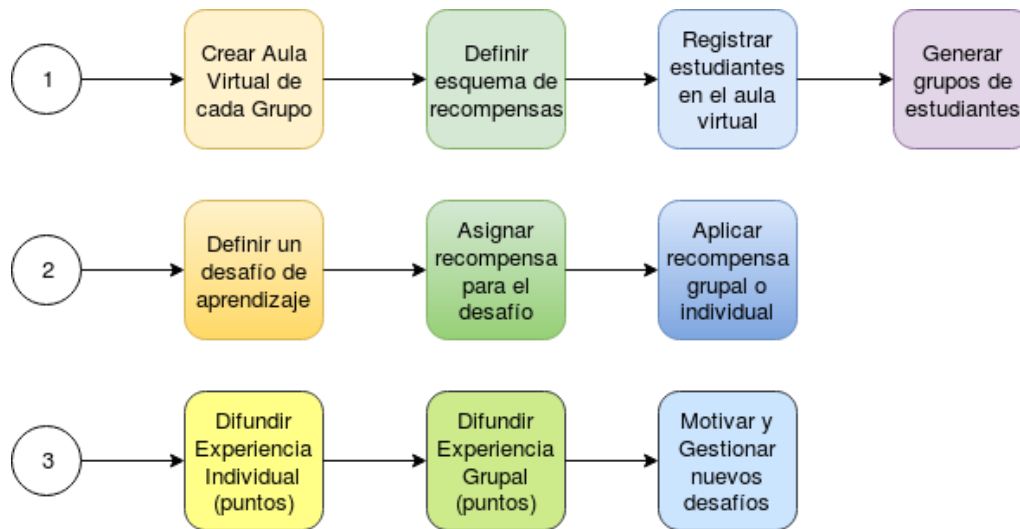 1
Crear Aula
Virtual de
cada Grupo
Definir
esquema de
recompensas
Registrar
estudiantes
en el aula
virtual
Generar
grupos de
estudiantes
2
Definir un
desafío de
aprendizaje
Asignar
recompensa
para el
desafío
Aplicar
recompensa
grupal o
individual
3
Difundir
Experiencia
Individual
(puntos)
Difundir
Experiencia
Grupal
(puntos)
Motivar y
Gestionar
nuevos
desafíos